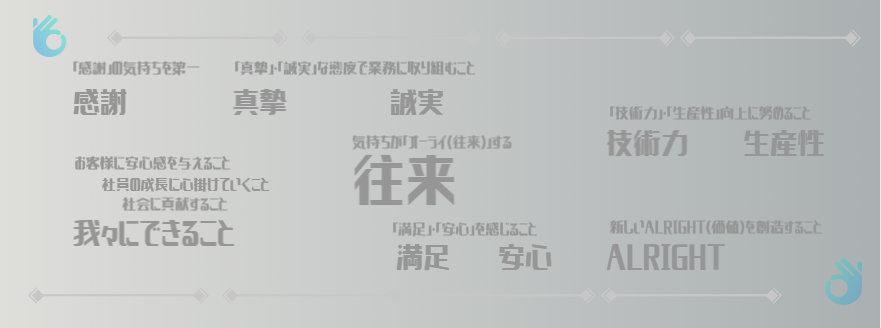 「感謝」の気持ちを第一
感謝
「真摯」・「誠実」な態度で業務に取り組むこと
真摯
誠実
「技術力」・「生産性」向上に努めること
技術力
生産性
気持ちが「オーライ(往来)」する
往来
お客様に安心感を与えること
社員の成長に心掛けていくこと
社会に貢献すること
我々にできること
「満足」・「安心」を感じること
満足
安心
新しいALRIGHT(価値)を創造すること
ALRIGHT